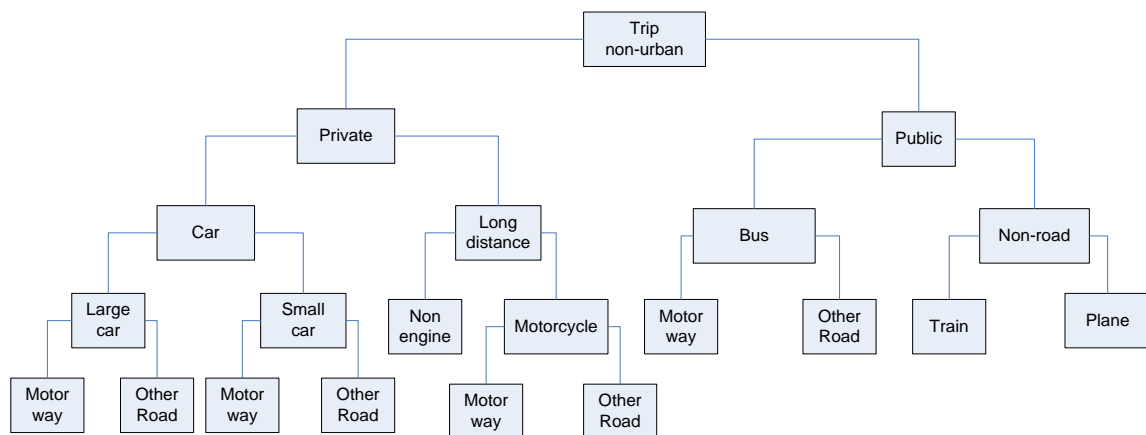 Trip
non-urban
Private
Public
Car
Long
distance
Bus
Non-road
Large
car
Small
car
Non
engine
Motorcycle
Motor
way
Other
Road
Train
Plane
Motor
way
Other
Road
Motor
way
Other
Road
Motor
way
Other
Road